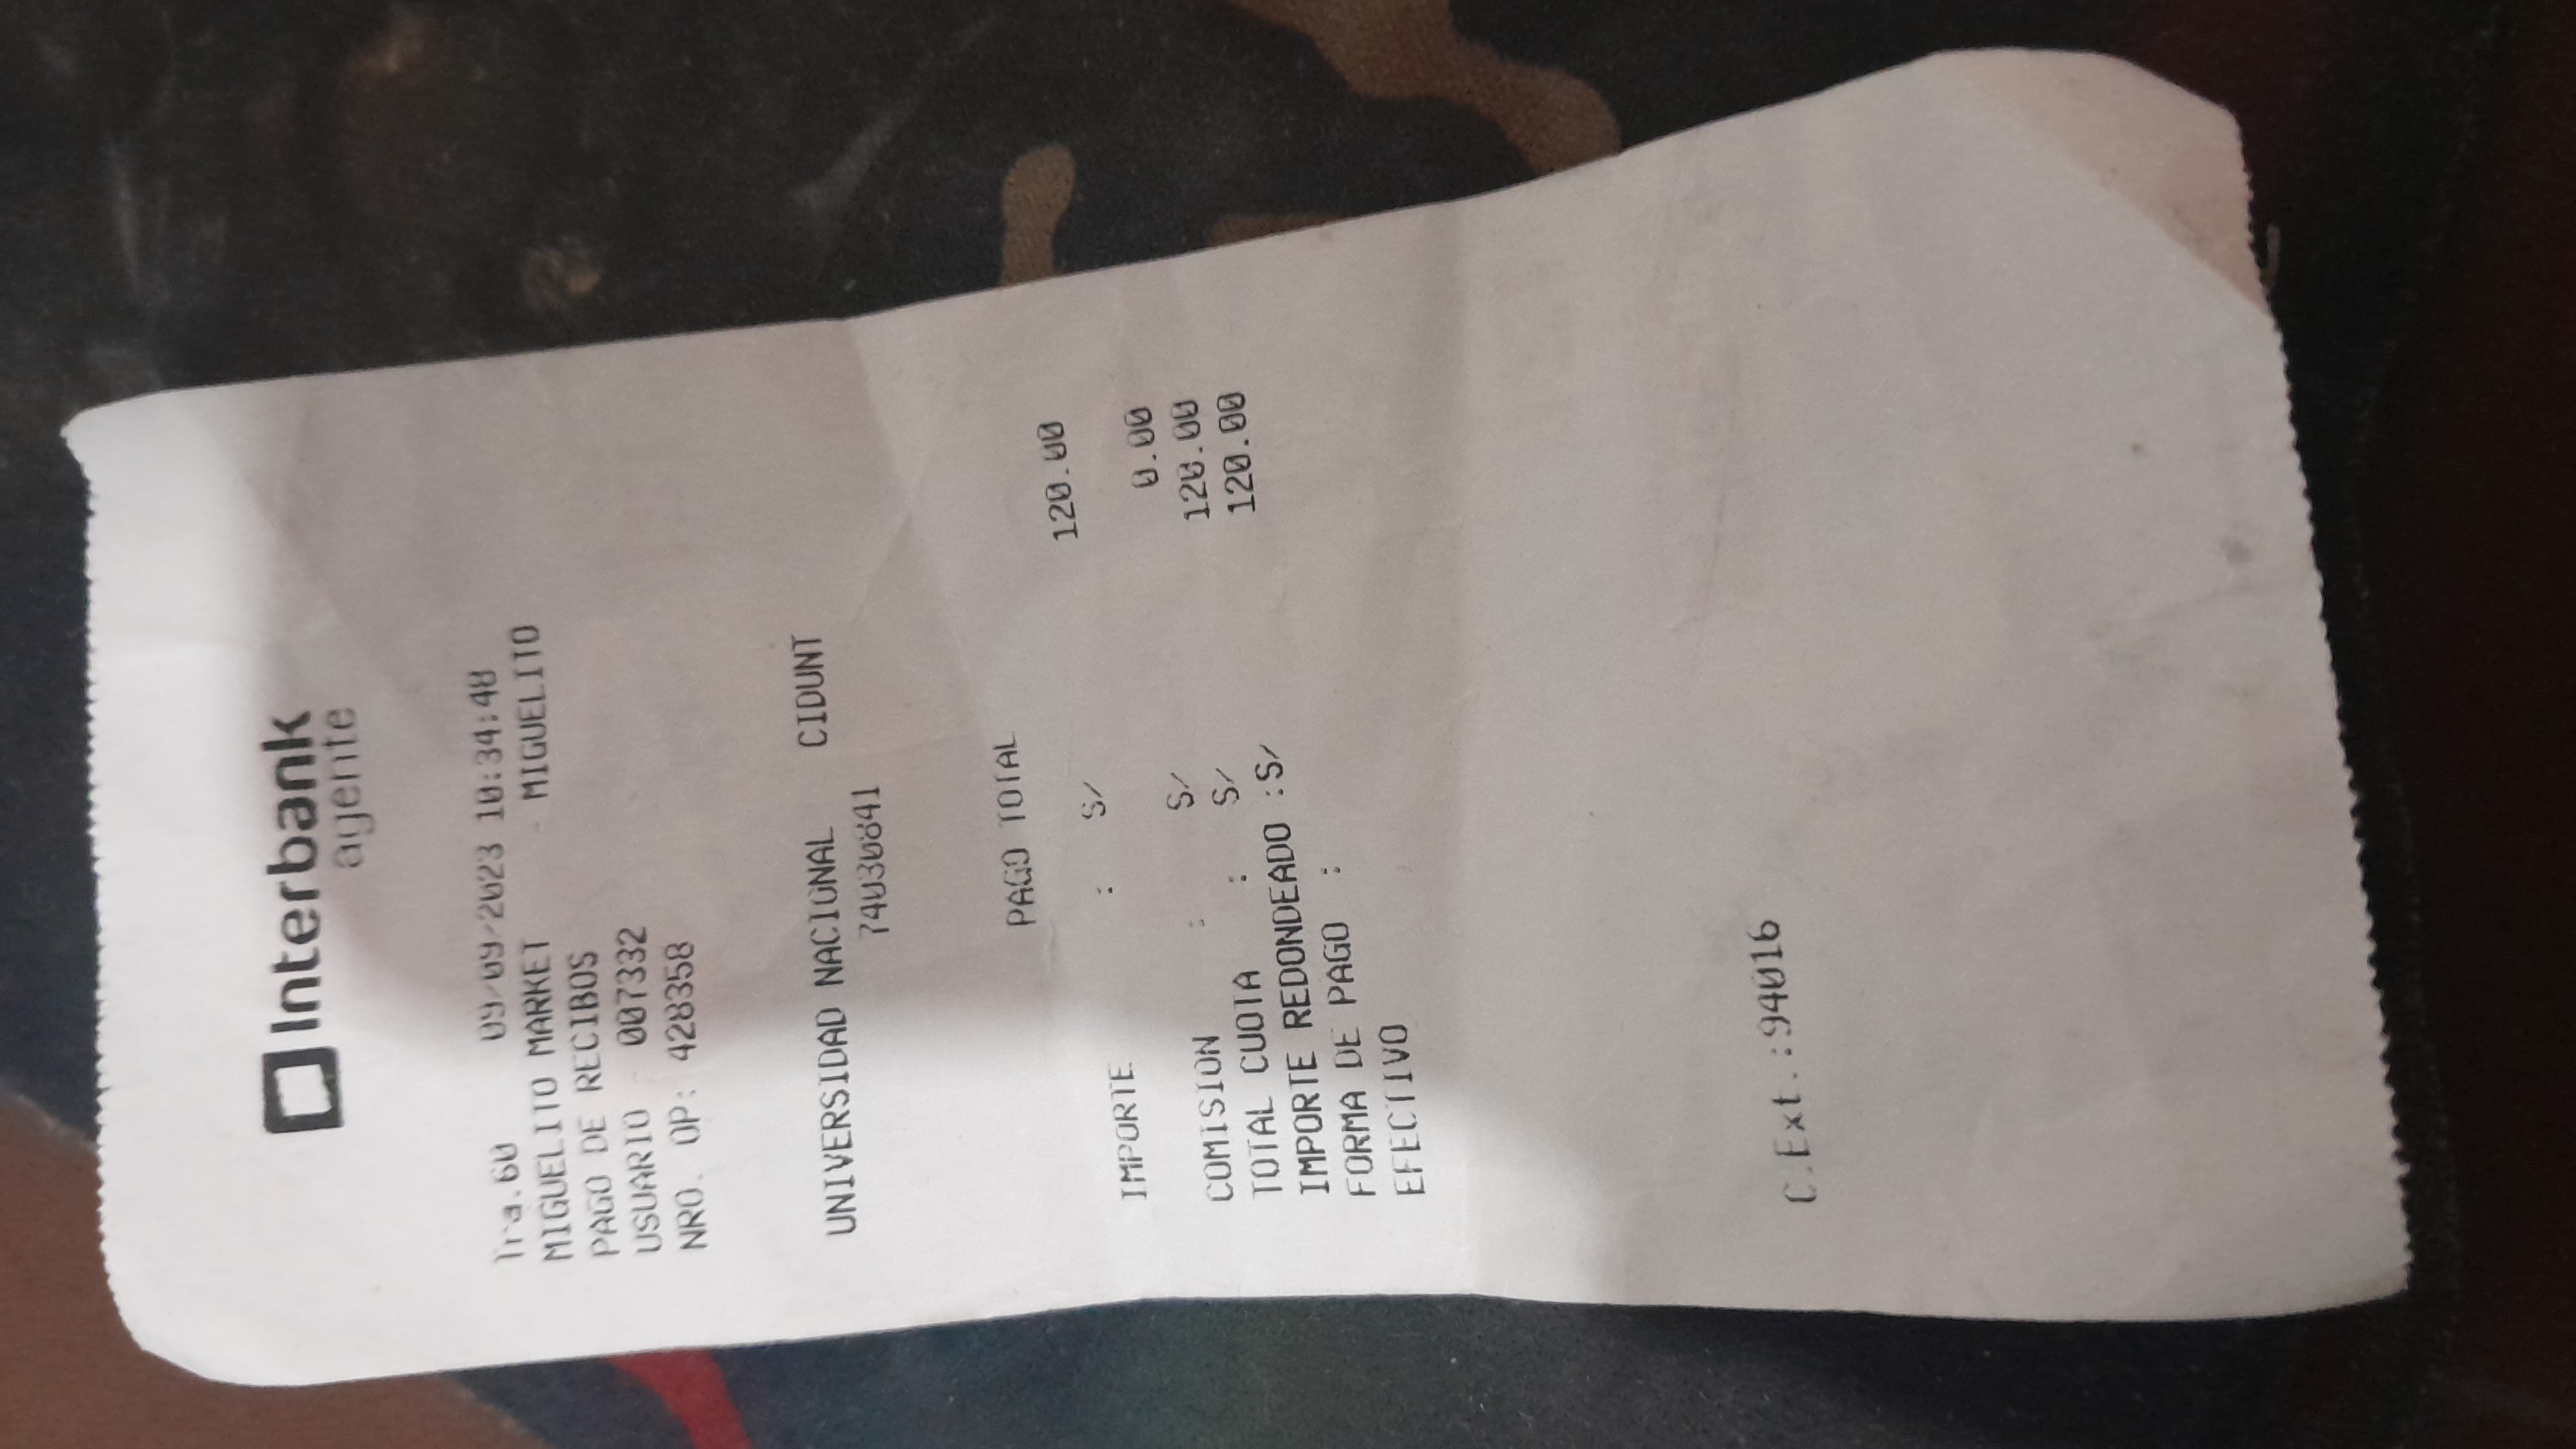 Interbank
agente
Tra.60 09/09/2023 10:34:48
MIGUELITO MARKET - MIGUELITO
PAGO DE RECIBOS
USUARIO 007332
NRO. OP: 428358
UNIVERSIDAD NACIONAL CIDUNT
74030841
PAGO TOTAL
IMPORTE : S/ 120.00
COMISION : S/ 0.00
TOTAL CUOTA : S/ 120.00
IMPORTE REDONDEADO :S/ 120.00
FORMA DE PAGO :
EFECTIVO
C.Ext.:94016